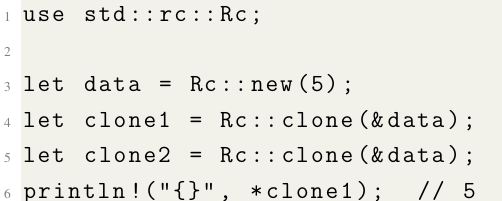 1 use std::rc::Rc;
2
3 let data = Rc::new(5);
4 let clone1 = Rc::clone(&data);
5 let clone2 = Rc::clone(&data);
6 println!("{}", *clone1);  // 5